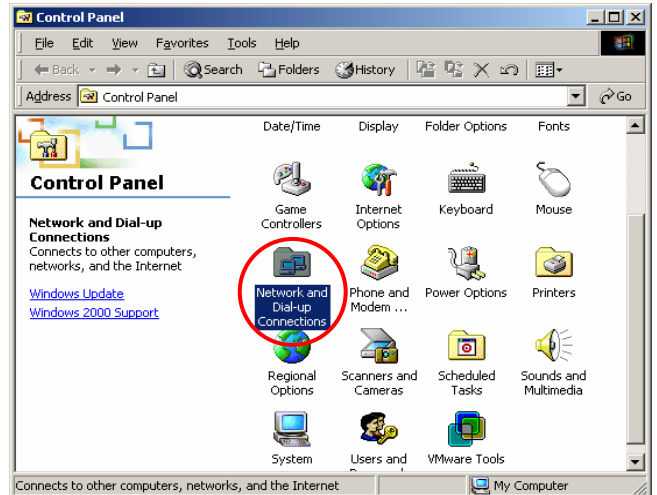 Control Panel
File Edit View Favorites Tools Help
Back Search Folders History
Address Control Panel Go
Date/Time Display Folder Options Fonts
Control Panel
Network and Dial-up
Connections
Connects to other computers,
networks, and the Internet
Windows Update
Windows 2000 Support
Game
Controllers
Internet
Options
Keyboard
Mouse
Network and
Dial-up
Connections
Phone and
Modem ...
Power Options
Printers
Regional
Options
Scanners and
Cameras
Scheduled
Tasks
Sounds and
Multimedia
System
Users and
VMware Tools
Connects to other computers, networks, and the Internet My Computer